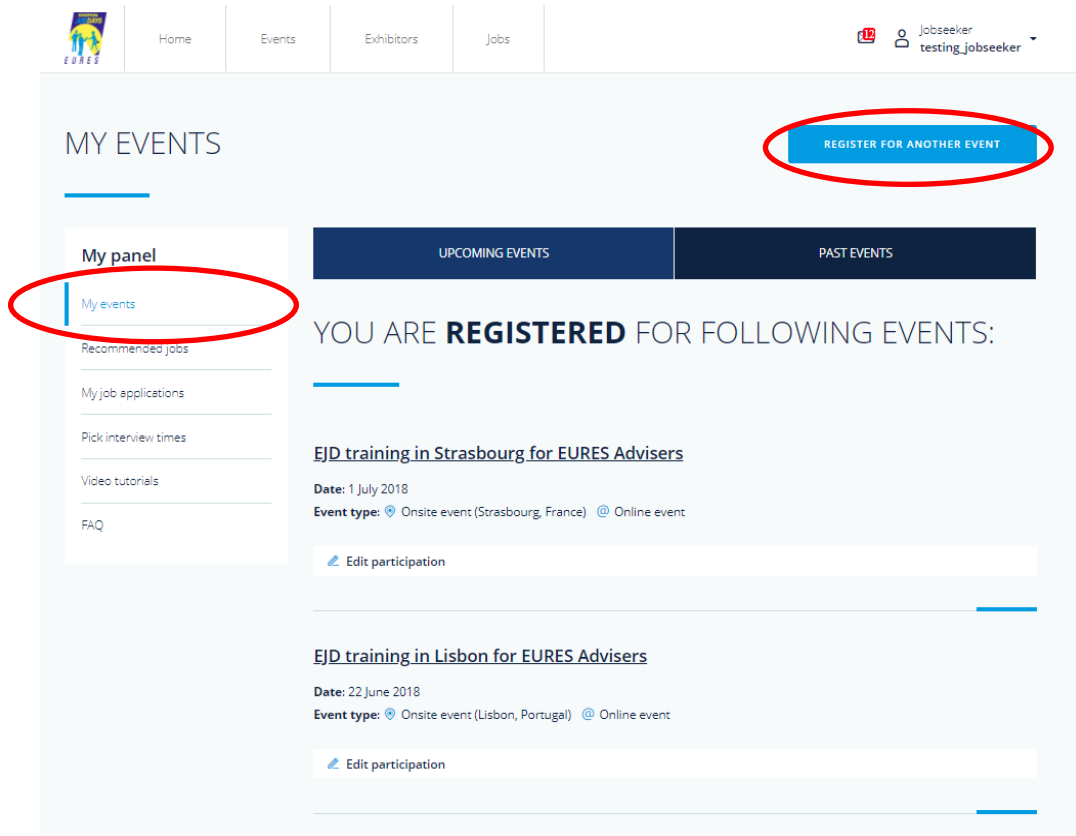 EUROPEAN
JOB DAYS
EURES
Home
Events
Exhibitors
Jobs
12
Jobseeker
testing_jobseeker
MY EVENTS
REGISTER FOR ANOTHER EVENT
My panel
My events
Recommended jobs
My job applications
Pick interview times
Video tutorials
FAQ
UPCOMING EVENTS
PAST EVENTS
YOU ARE REGISTERED FOR FOLLOWING EVENTS:
EJD training in Strasbourg for EURES Advisers
Date: 1 July 2018
Event type: Onsite event (Strasbourg, France) @ Online event
Edit participation
EJD training in Lisbon for EURES Advisers
Date: 22 June 2018
Event type: Onsite event (Lisbon, Portugal) @ Online event
Edit participation